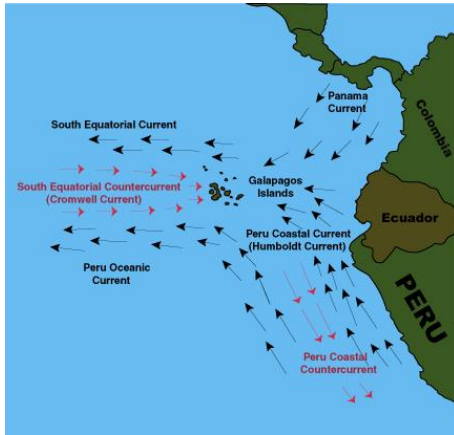 Panama
Current
Colombia
South Equatorial Current
South Equatorial Countercurrent
(Cromwell Current)
Galapagos
Islands
Ecuador
Peru Coastal Current
(Humboldt Current)
Peru Oceanic
Current
PERU
Peru Coastal
Countercurrent